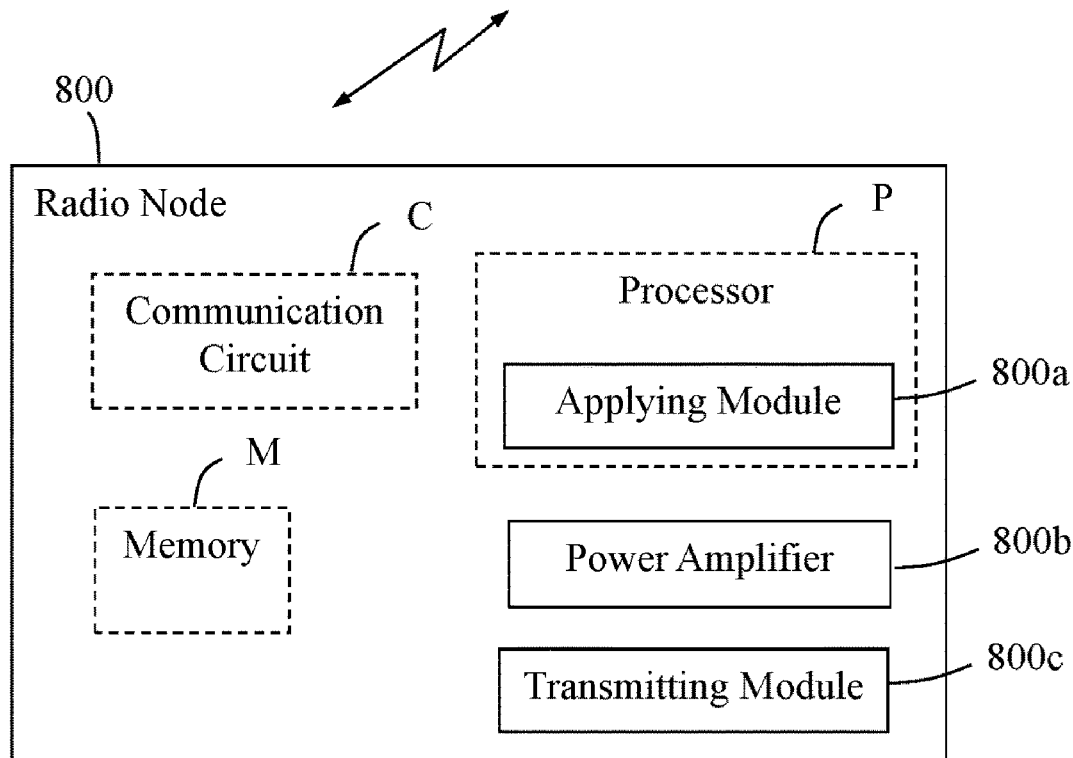 800
Radio Node
C
P
Communication
Circuit
Processor
Applying Module
800a
M
Memory
Power Amplifier
800b
Transmitting Module
800c